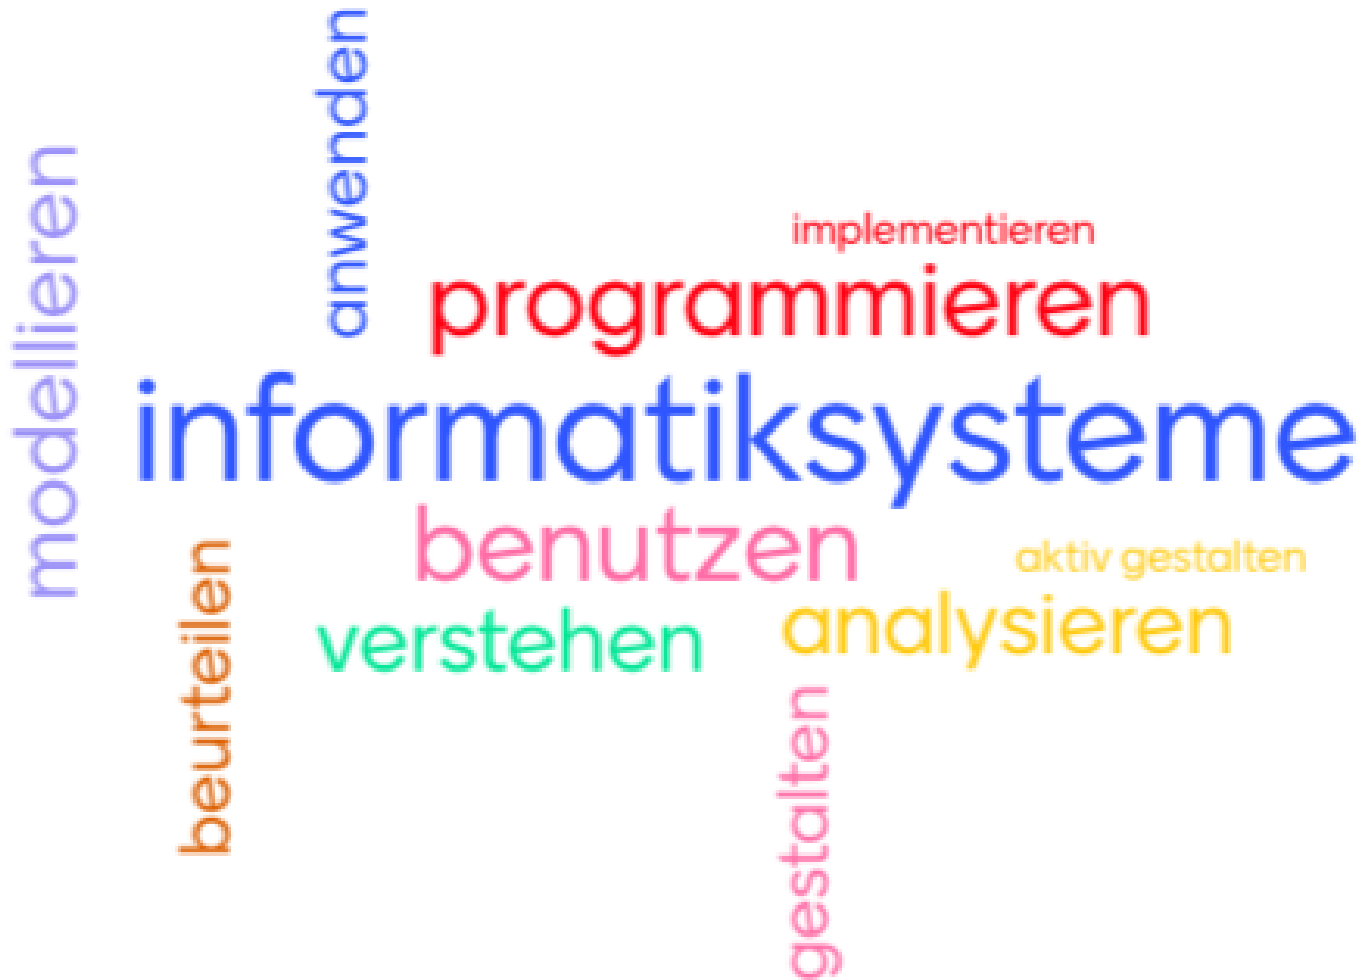 anwenden
modellieren
implementieren
programmieren
informatiksysteme
benutzen
aktiv gestalten
beurteilen
verstehen
analysieren
gestalten